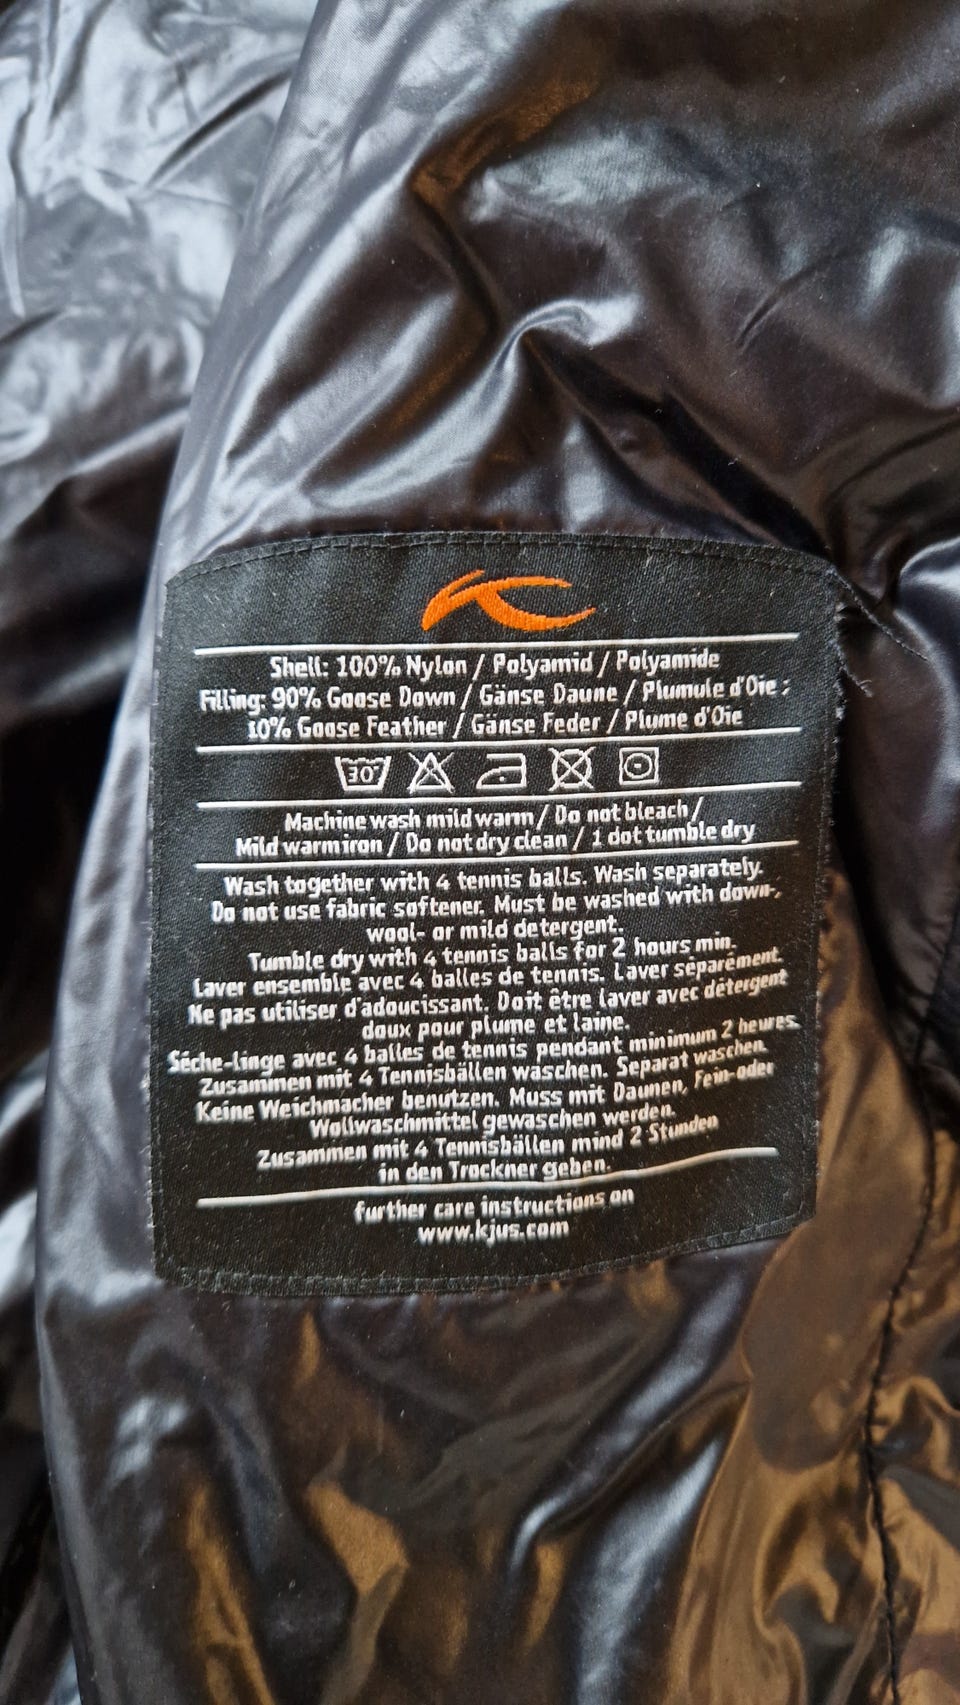 Shell: 100% Nylon / Polyamid / Polyamide
Filling: 90% Goose Down / Gänse Daune / Plumule d'Oie ;
10% Goose Feather / Gänse Feder / Plume d'Oie
30°
Machine wash mild warm / Do not bleach /
Mild warm iron / Do not dry clean / 1 dot tumble dry
Wash together with 4 tennis balls. Wash separately.
Do not use fabric softener. Must be washed with down-,
wool- or mild detergent.
Tumble dry with 4 tennis balls for 2 hours min.
Laver ensemble avec 4 balles de tennis. Laver séparément.
Ne pas utiliser d'adoucissant. Doit être laver avec détergent
doux pour plume et laine.
Séche-linge avec 4 balles de tennis pendant minimum 2 heures.
Zusammen mit 4 Tennisbällen waschen. Separat waschen.
Keine Weichmacher benutzen. Muss mit Daunen, Fein-oder
Wollwaschmittel gewaschen werden.
Zusammen mit 4 Tennisbällen mind 2 Stunden
in den Trockner geben.
further care instructions on
www.kjus.com